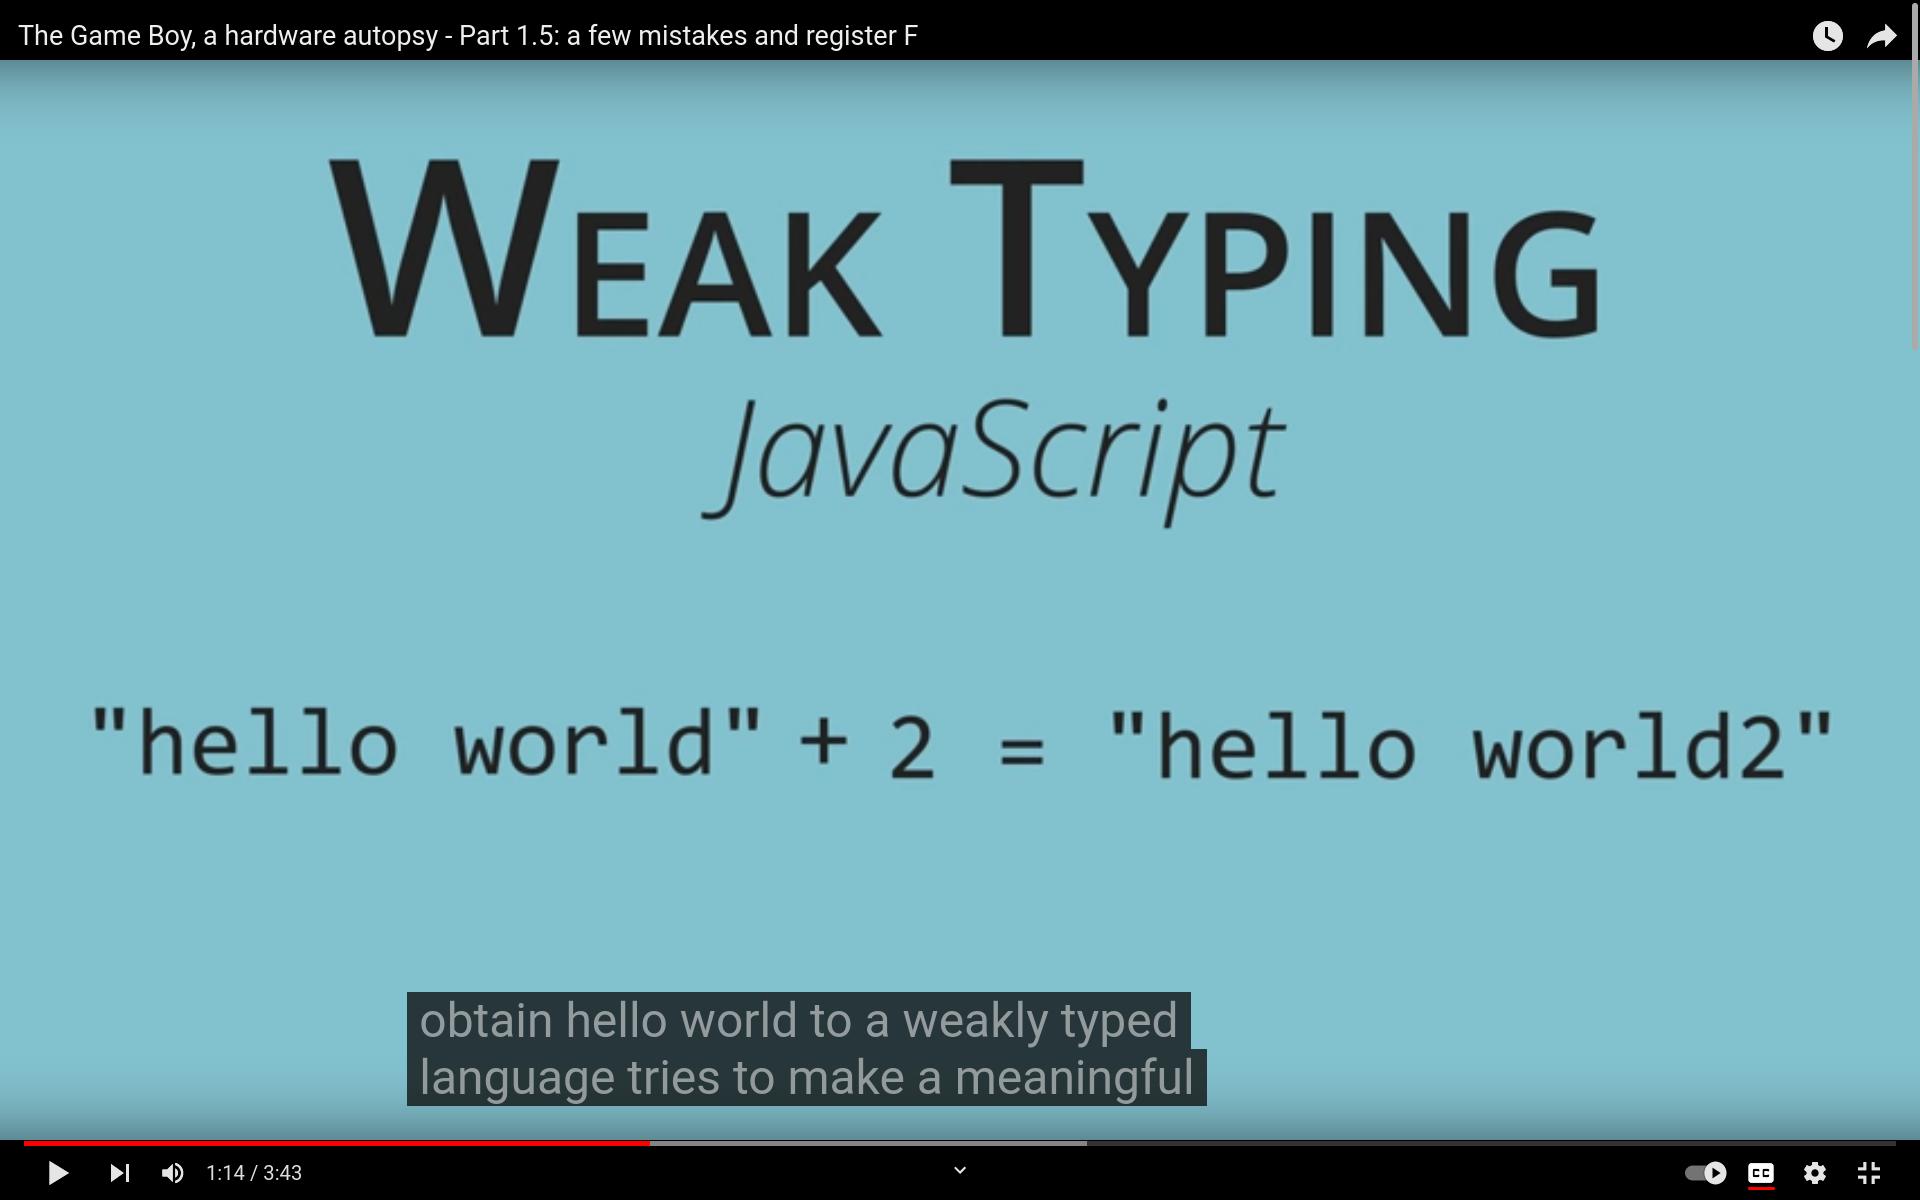 The Game Boy, a hardware autopsy - Part 1.5: a few mistakes and register F
WEAK TYPING
JavaScript
"hello world" + 2 = "hello world2"
obtain hello world to a weakly typed
language tries to make a meaningful
1:14 / 3:43
CC